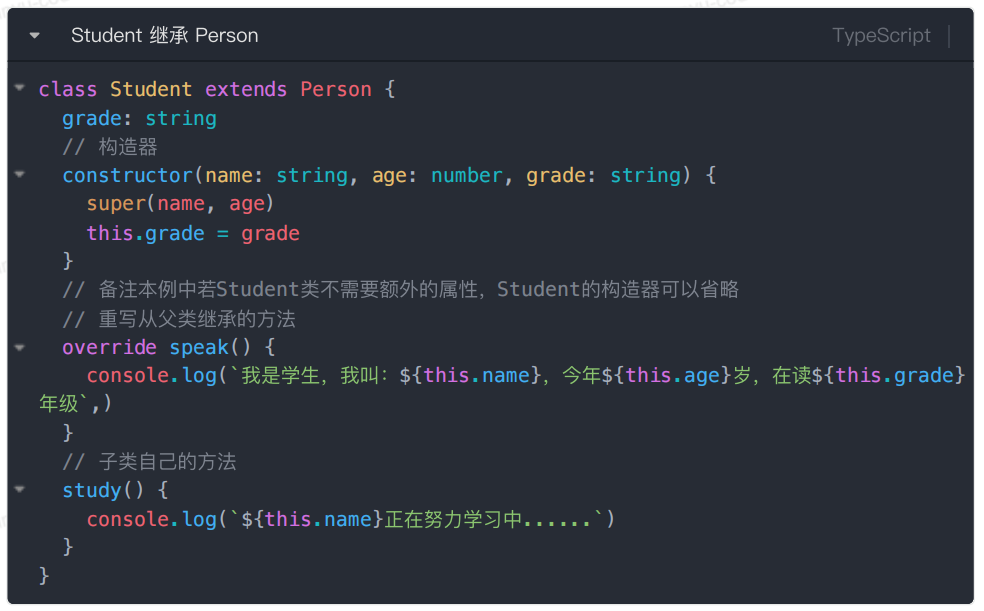 Student 继承 Person
TypeScript
class Student extends Person {
  grade: string
  // 构造器
  constructor(name: string, age: number, grade: string) {
    super(name, age)
    this.grade = grade
  }
  // 备注本例中若Student类不需要额外的属性，Student的构造器可以省略
  // 重写从父类继承的方法
  override speak() {
    console.log(`我是学生，我叫：${this.name}，今年${this.age}岁，在读${this.grade}
年级`,)
  }
  // 子类自己的方法
  study() {
    console.log(`${this.name}正在努力学习中......`)
  }
}